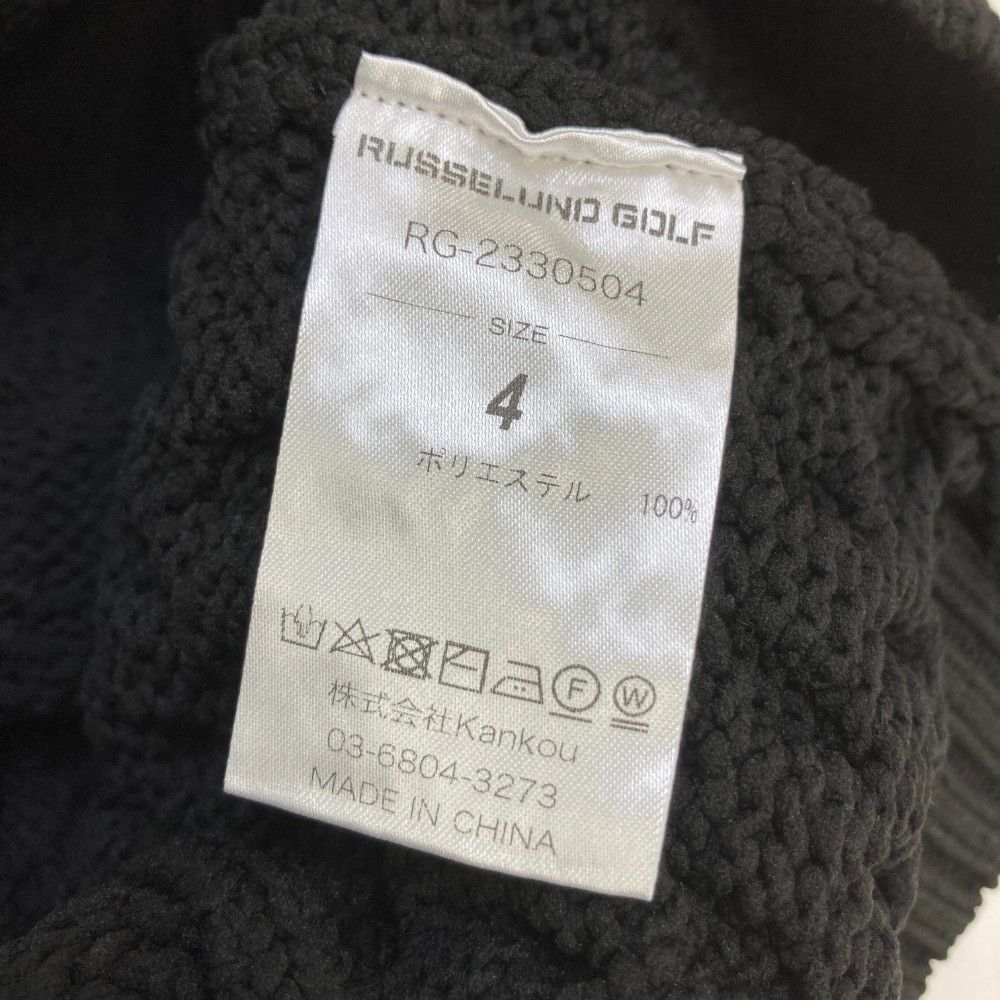 RUSSELUNO GOLF
RG-2330504
SIZE
4
ポリエステル 100%
F W
株式会社Kankou
03-6804-3273
MADE IN CHINA